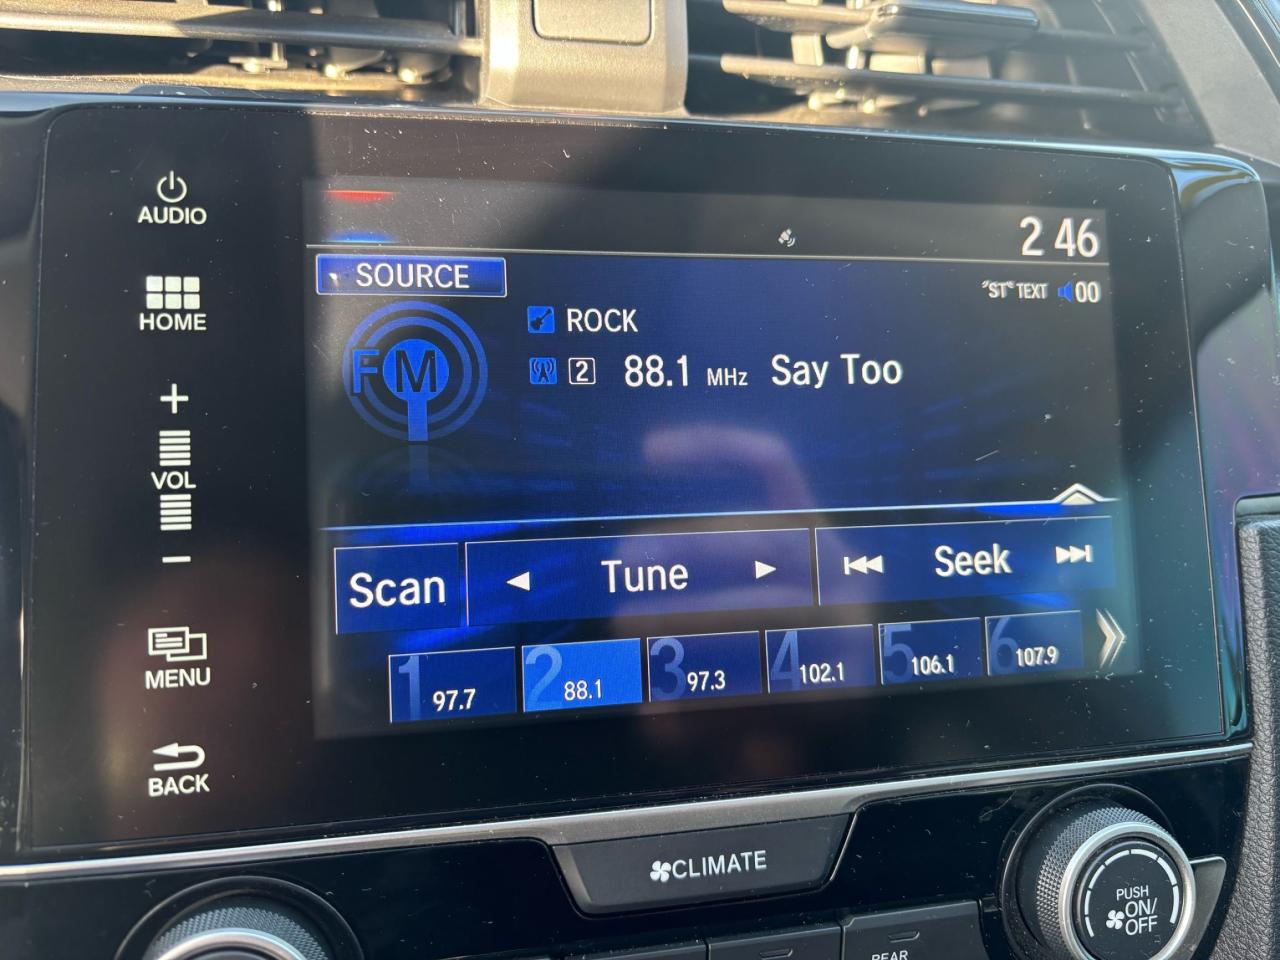 AUDIO
HOME
+
VOL
−
MENU
BACK
2 46
SOURCE
"ST" TEXT 00
FM
ROCK
2 88.1 MHz Say Too
Scan
Tune
Seek
1 97.7
2 88.1
3 97.3
4 102.1
5 106.1
6 107.9
CLIMATE
PUSH
ON/
OFF
REAR